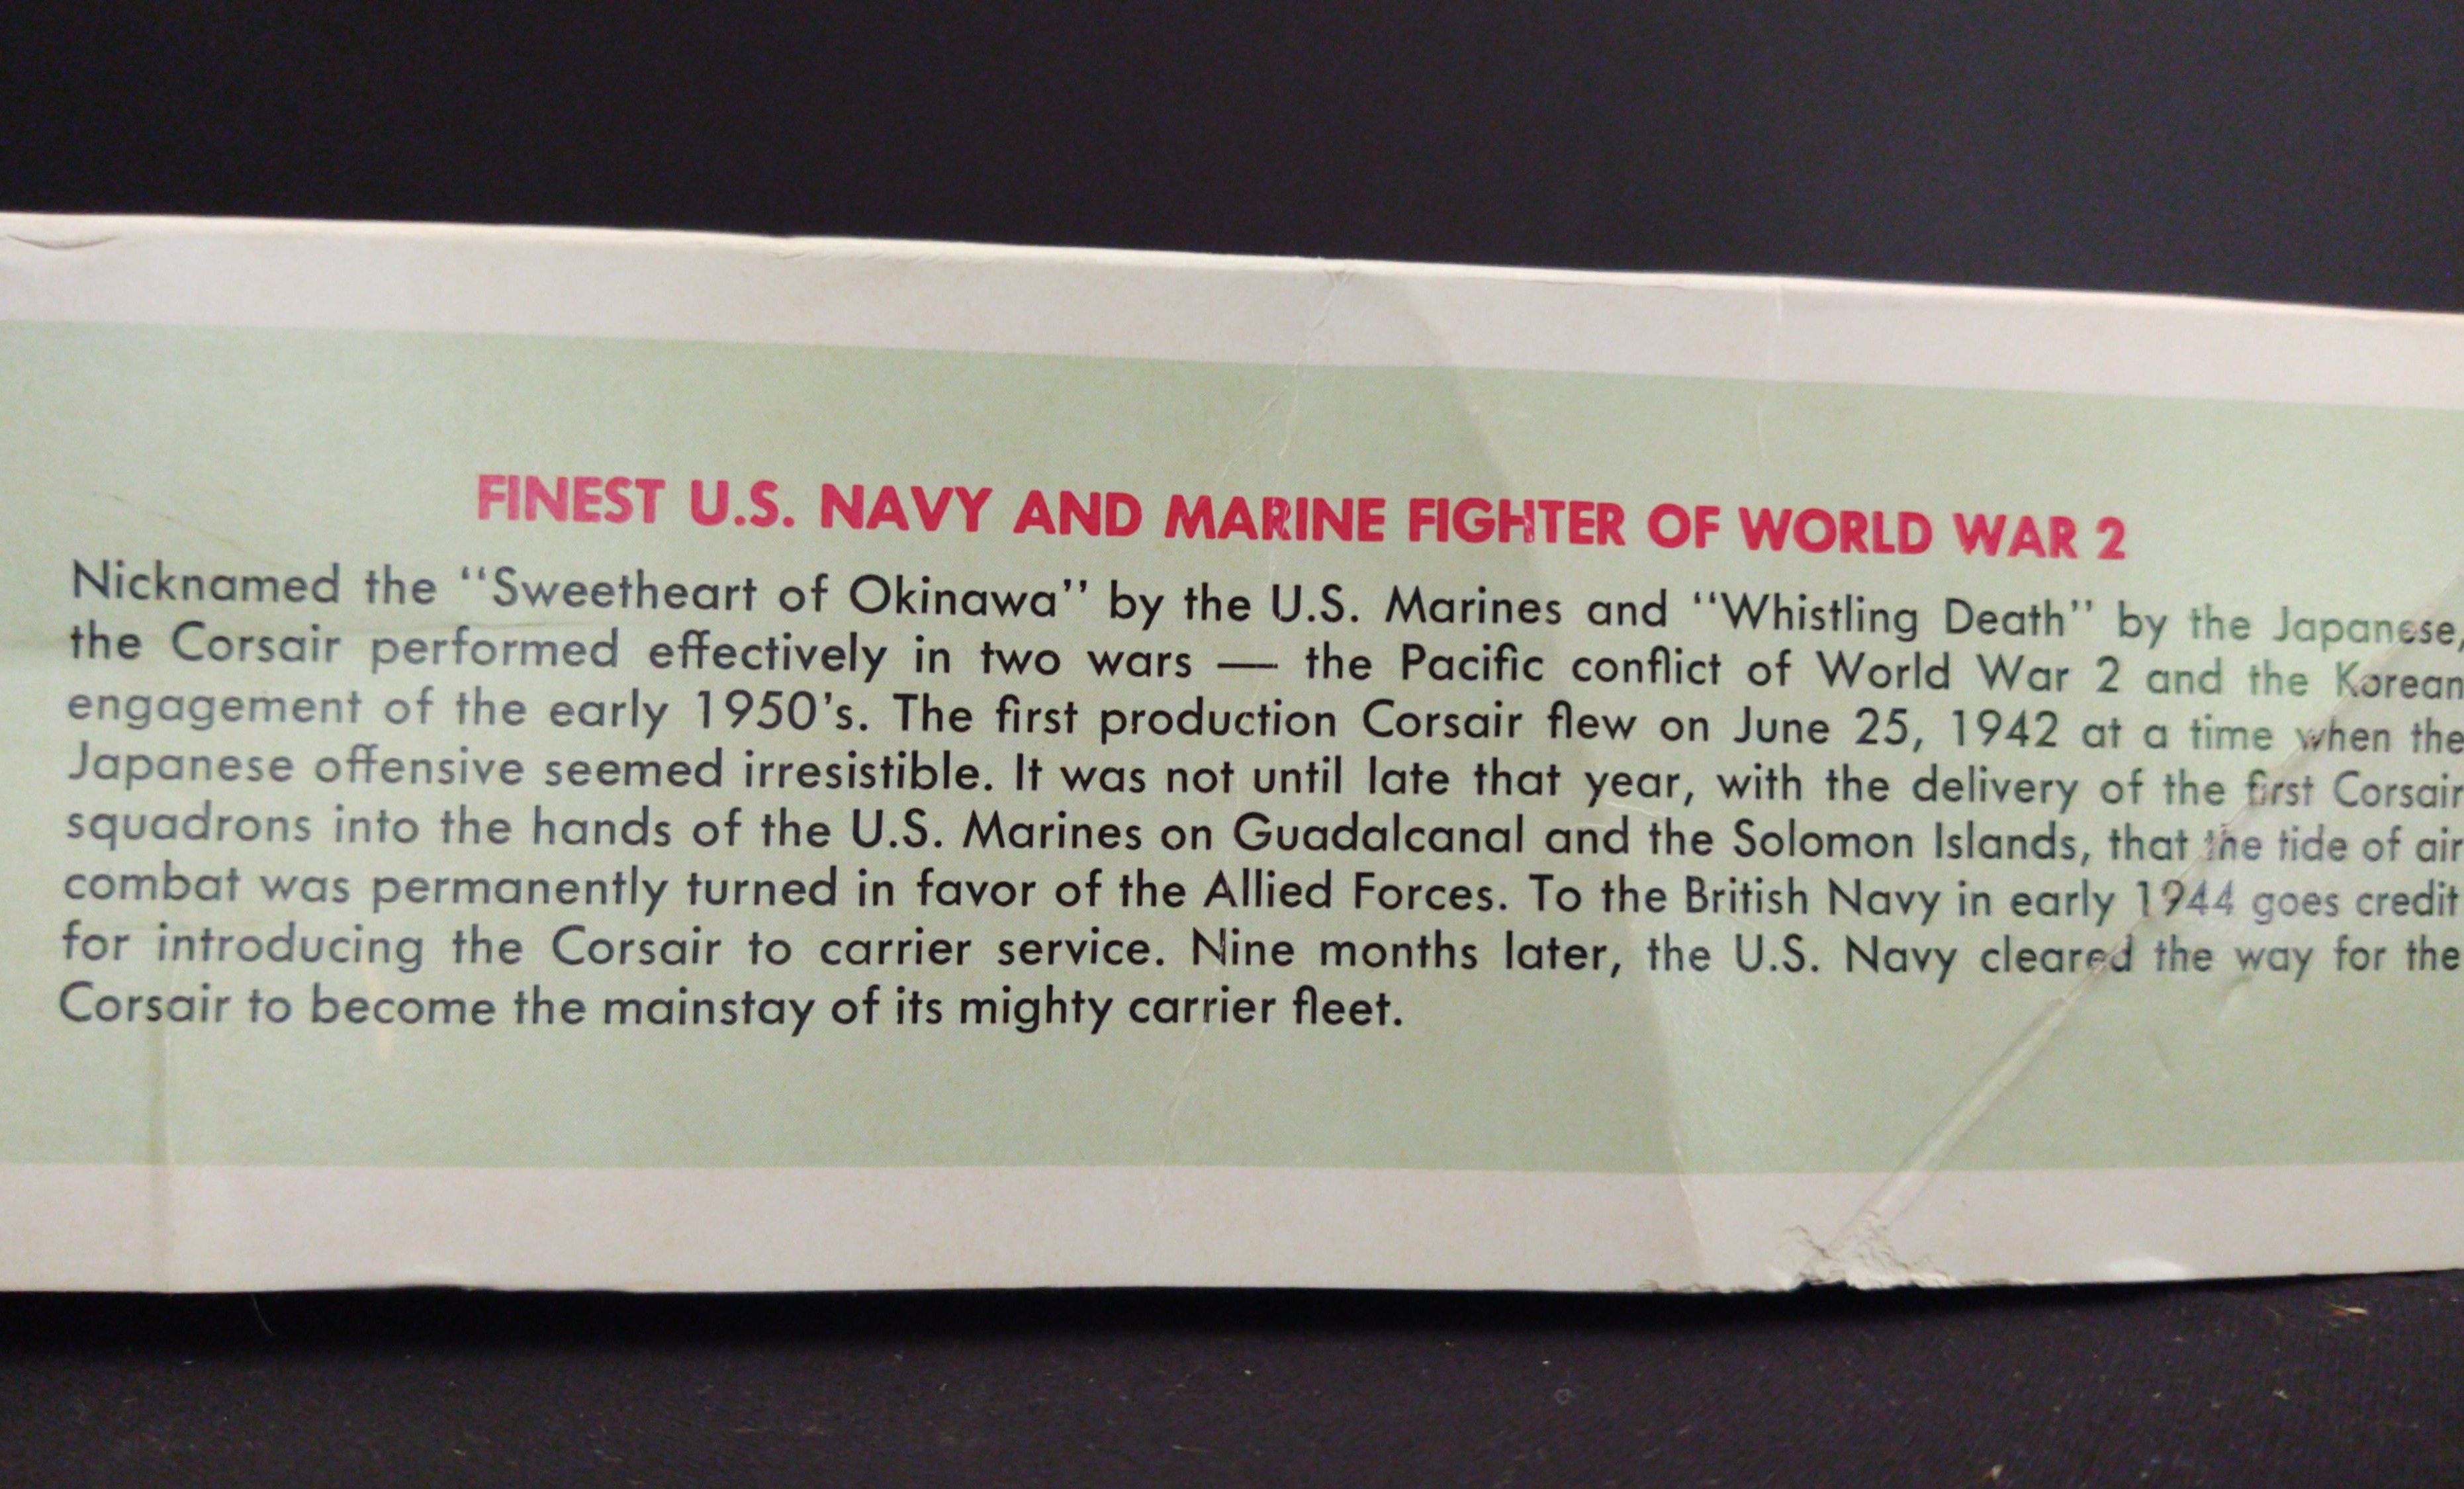 FINEST U.S. NAVY AND MARINE FIGHTER OF WORLD WAR 2
Nicknamed the “Sweetheart of Okinawa” by the U.S. Marines and “Whistling Death” by the Japanese,
the Corsair performed effectively in two wars — the Pacific conflict of World War 2 and the Korean
engagement of the early 1950's. The first production Corsair flew on June 25, 1942 at a time when the
Japanese offensive seemed irresistible. It was not until late that year, with the delivery of the first Corsair
squadrons into the hands of the U.S. Marines on Guadalcanal and the Solomon Islands, that the tide of air
combat was permanently turned in favor of the Allied Forces. To the British Navy in early 1944 goes credit
for introducing the Corsair to carrier service. Nine months later, the U.S. Navy cleared the way for the
Corsair to become the mainstay of its mighty carrier fleet.